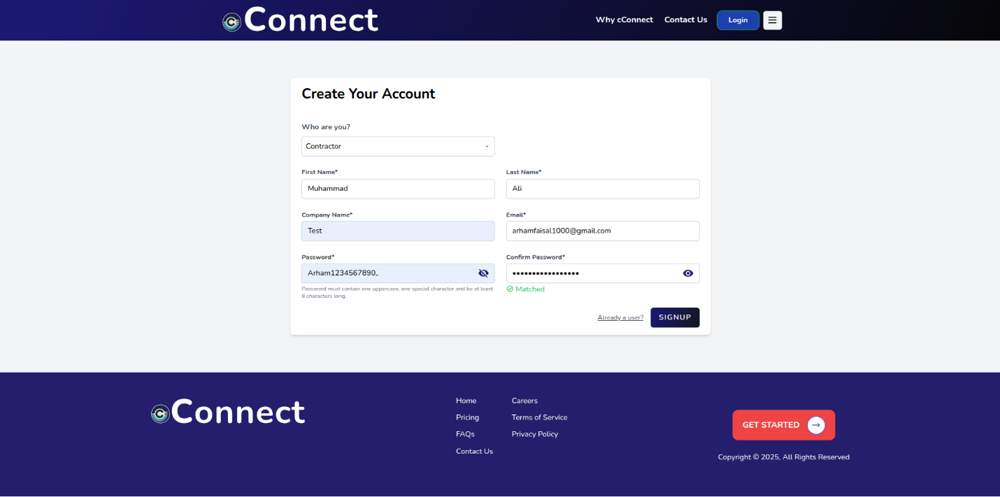 Connect
Why cConnect
Contact Us
Login
Create Your Account
Who are you?
Contractor
First Name*
Last Name*
Muhammad
Ali
Company Name*
Email*
Test
arhamfaisal1000@gmail.com
Password*
Confirm Password*
Arham1234567890,.
•••••••••••••••••
Password must contain one uppercase, one special character and be at least
8 characters long.
Matched
Already a user?
SIGNUP
Connect
Home
Careers
Pricing
Terms of Service
FAQs
Privacy Policy
Contact Us
GET STARTED
Copyright © 2025, All Rights Reserved